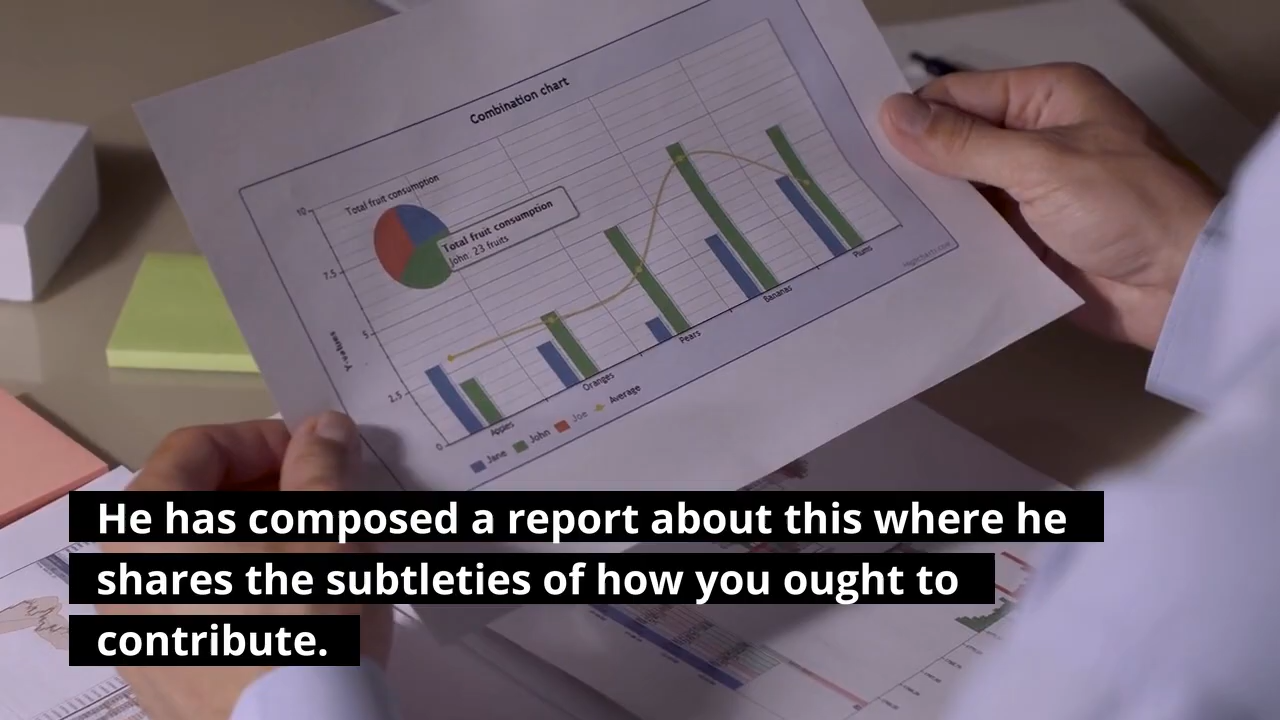 Combination chart
Total fruit consumption
Total fruit consumption
John: 23 fruits
10
7.5
5
2.5
0
Y-values
Apples
Oranges
Pears
Bananas
Plums
Jane
John
Joe
Average
He has composed a report about this where he
shares the subtleties of how you ought to
contribute.